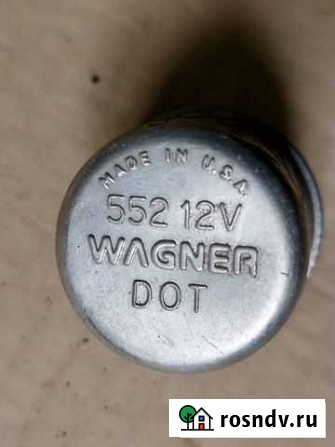 MADE IN U.S.A.
552 12V
WAGNER
DOT
rosndv.ru